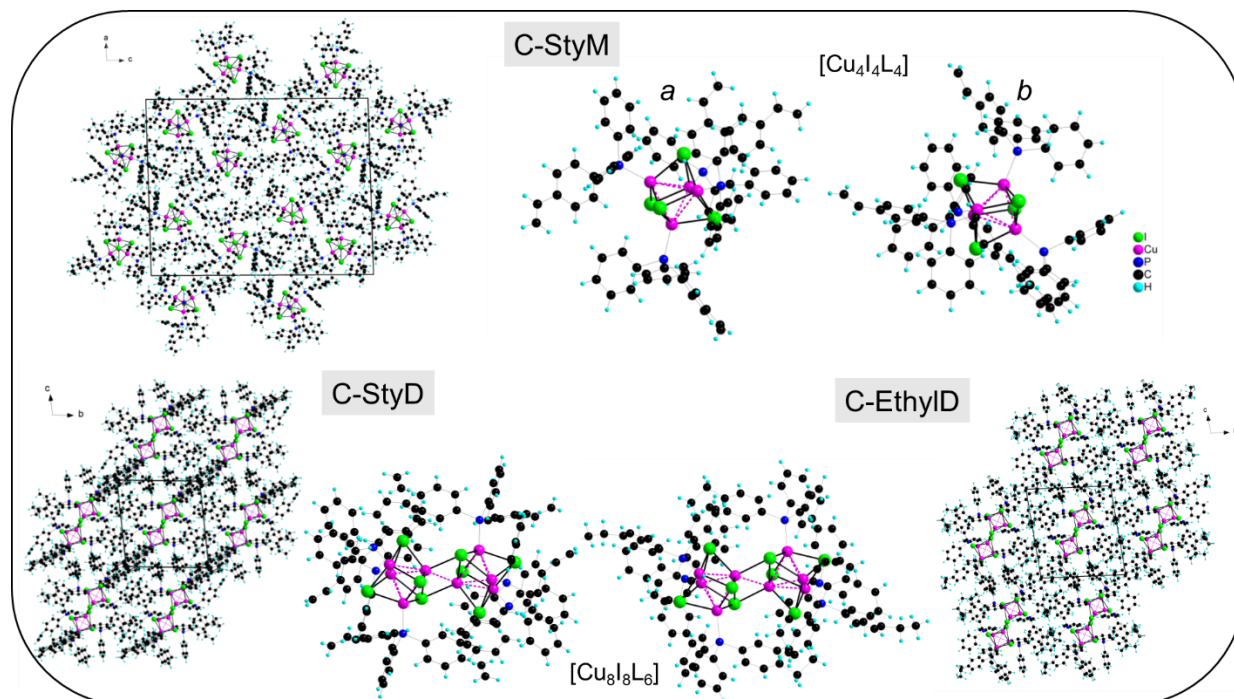 C-StyM
[Cu4I4L4]
a
b
a
c
I
Cu
P
C
H
C-StyD
C-EthylD
c
b
c
[Cu8I8L6]